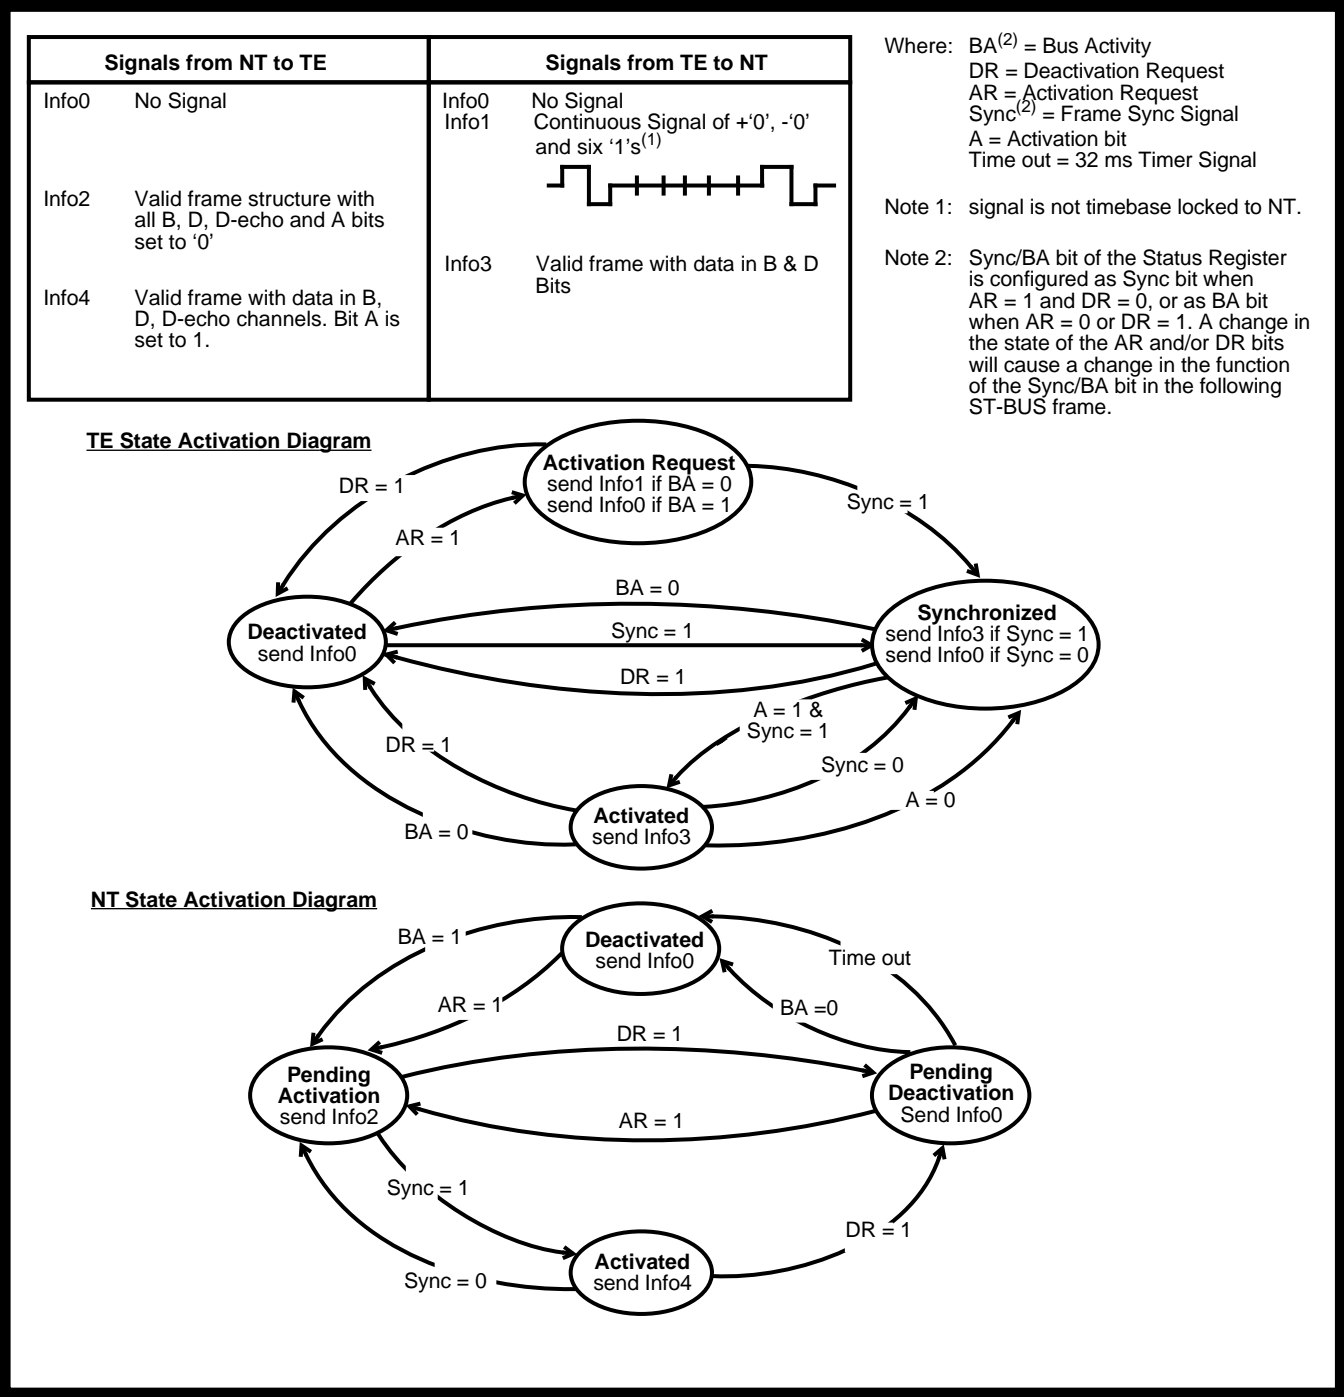 Signals from NT to TE
Info0 No Signal
Info2 Valid frame structure with
all B, D, D-echo and A bits
set to ‘0’
Info4 Valid frame with data in B,
D, D-echo channels. Bit A is
set to 1.
Signals from TE to NT
Info0 No Signal
Info1 Continuous Signal of +‘0’, -‘0’
and six ‘1’s(1)
Info3 Valid frame with data in B & D
Bits
Where: BA(2) = Bus Activity
DR = Deactivation Request
AR = Activation Request
Sync(2) = Frame Sync Signal
A = Activation bit
Time out = 32 ms Timer Signal
Note 1: signal is not timebase locked to NT.
Note 2: Sync/BA bit of the Status Register
is configured as Sync bit when
AR = 1 and DR = 0, or as BA bit
when AR = 0 or DR = 1. A change in
the state of the AR and/or DR bits
will cause a change in the function
of the Sync/BA bit in the following
ST-BUS frame.
TE State Activation Diagram
Activation Request
send Info1 if BA = 0
send Info0 if BA = 1
DR = 1
Sync = 1
AR = 1
BA = 0
Deactivated
send Info0
Sync = 1
Synchronized
send Info3 if Sync = 1
send Info0 if Sync = 0
DR = 1
A = 1 &
Sync = 1
DR = 1
Sync = 0
A = 0
Activated
send Info3
BA = 0
NT State Activation Diagram
BA = 1
Deactivated
send Info0
Time out
AR = 1
BA =0
DR = 1
Pending
Activation
send Info2
Pending
Deactivation
Send Info0
AR = 1
Sync = 1
DR = 1
Activated
send Info4
Sync = 0